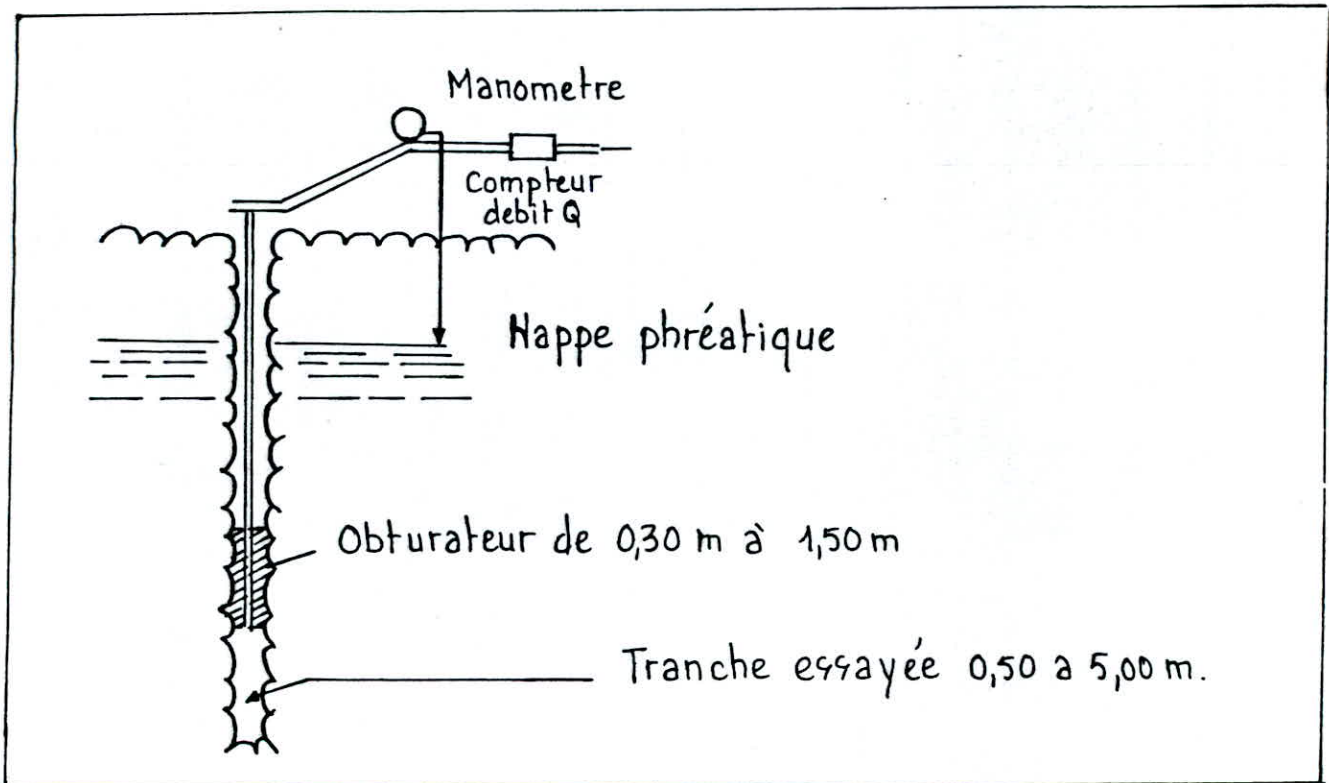 Manometre
Compteur
debit Q
Nappe phréatique
Obturateur de 0,30 m à 1,50 m
Tranche essayée 0,50 a 5,00 m.